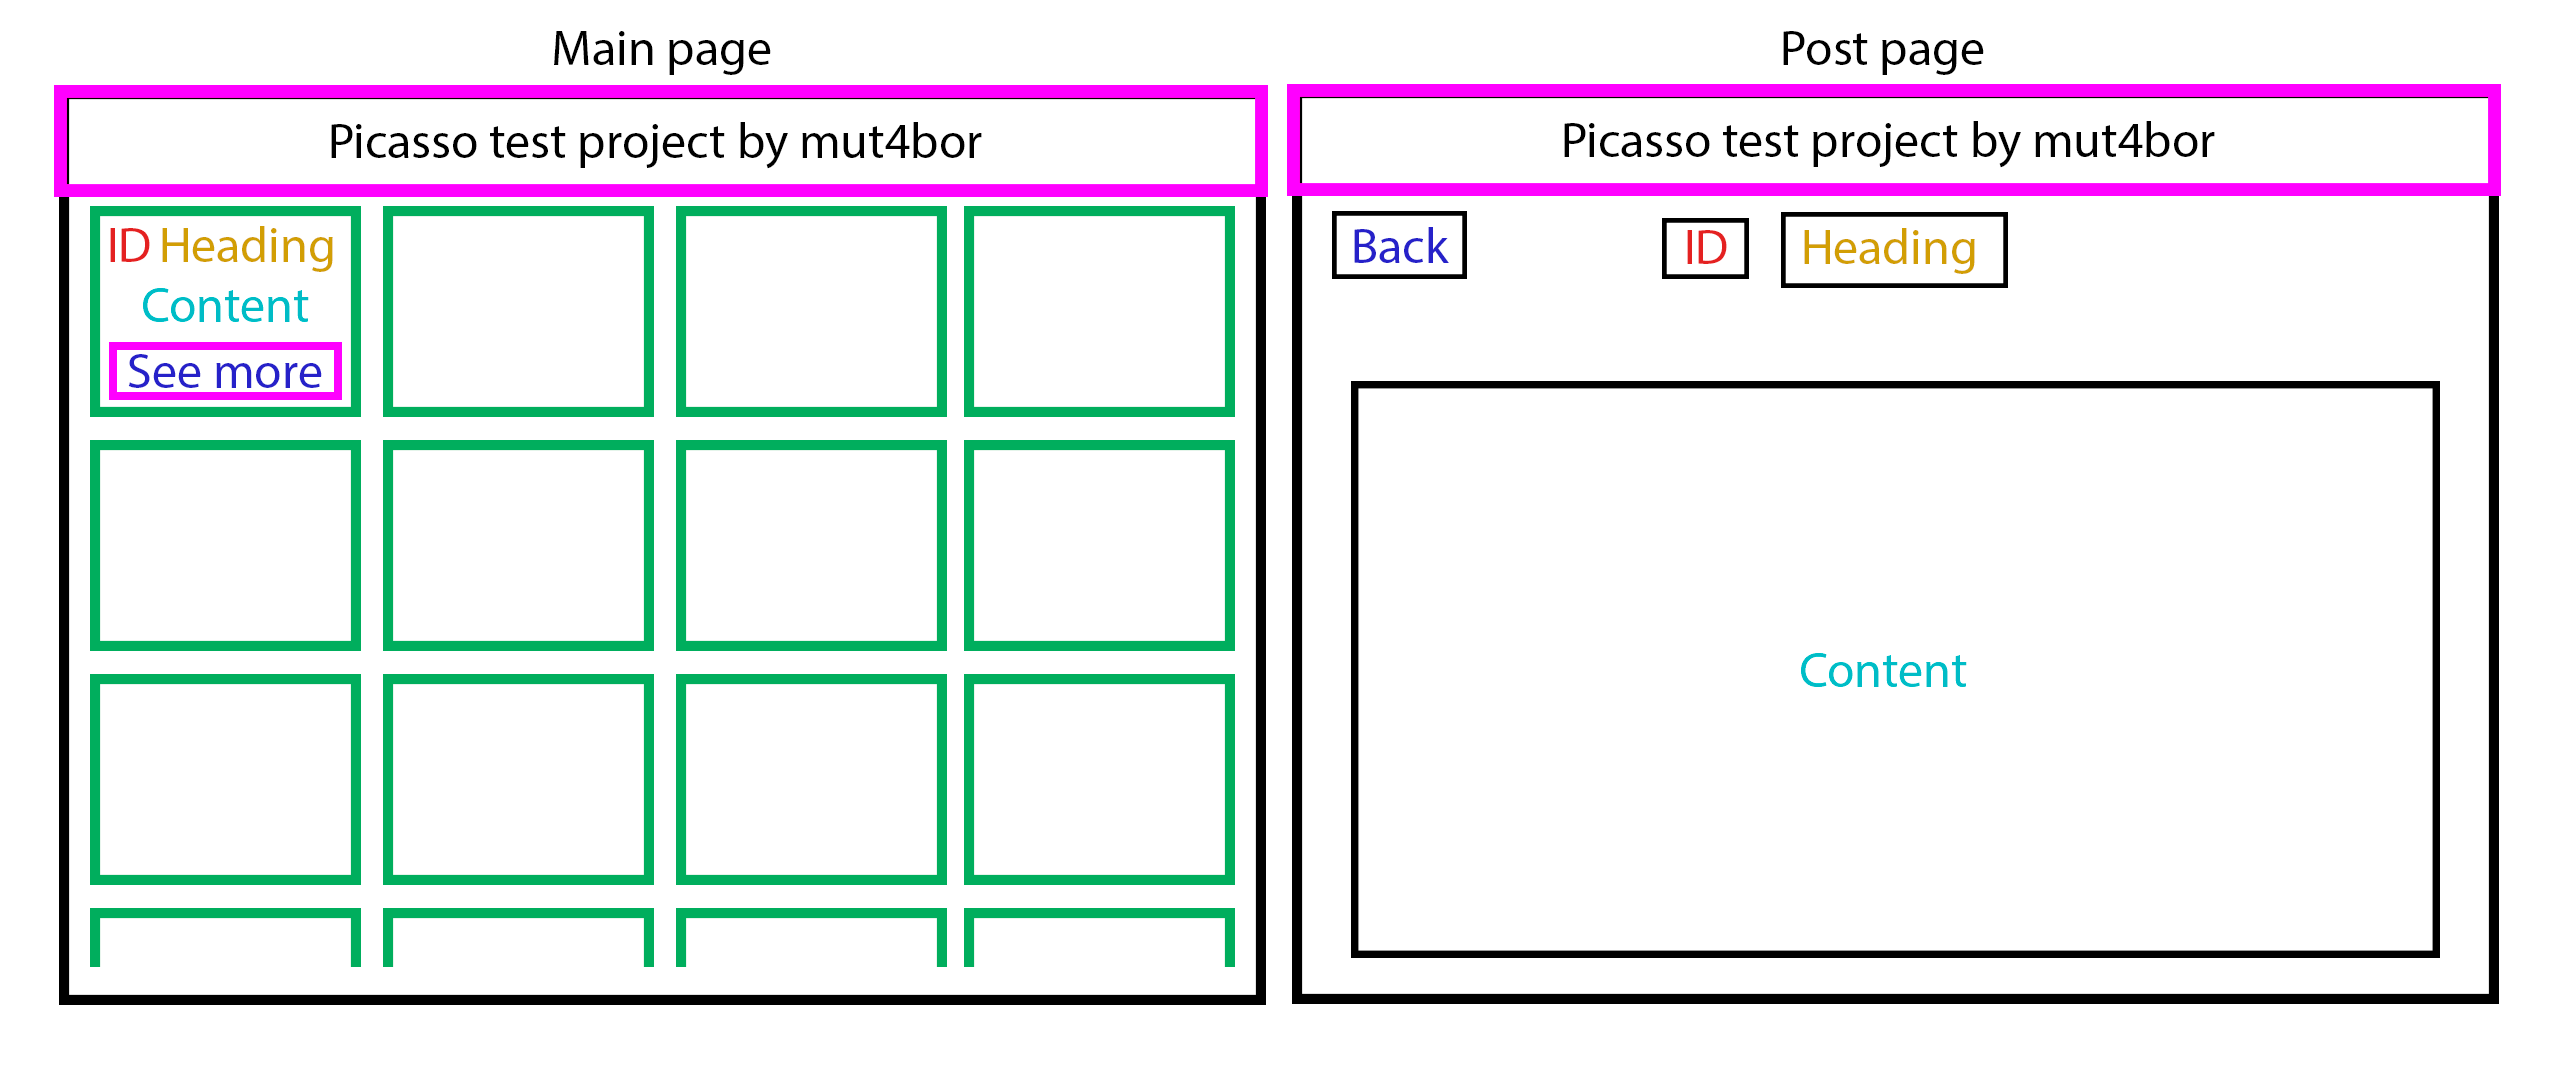 Main page
Picasso test project by mut4bor
ID Heading
Content
See more
Post page
Picasso test project by mut4bor
Back
ID
Heading
Content